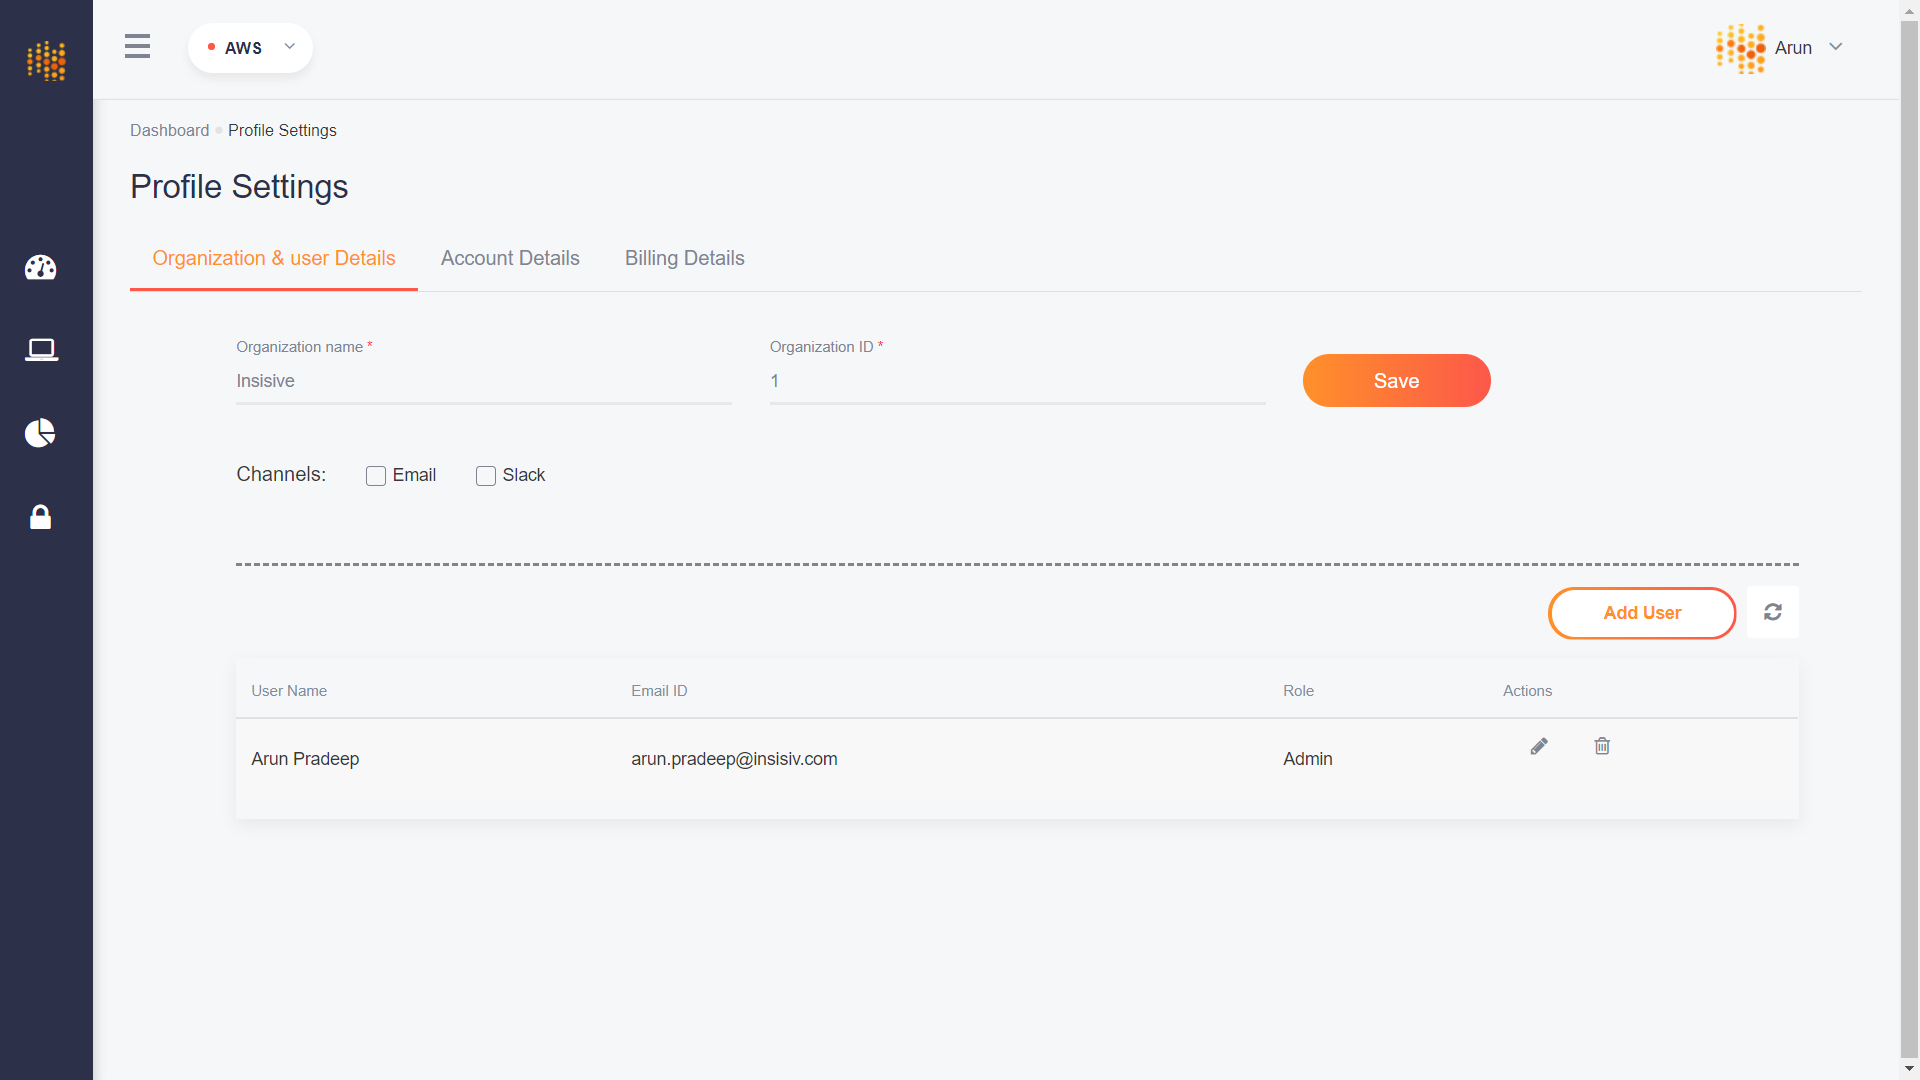 AWS
Arun
Dashboard Profile Settings
Profile Settings
Organization & user Details Account Details Billing Details
Organization name * Organization ID *
Insisive 1
Save
Channels: Email Slack
Add User
User Name Email ID Role Actions
Arun Pradeep arun.pradeep@insisiv.com Admin